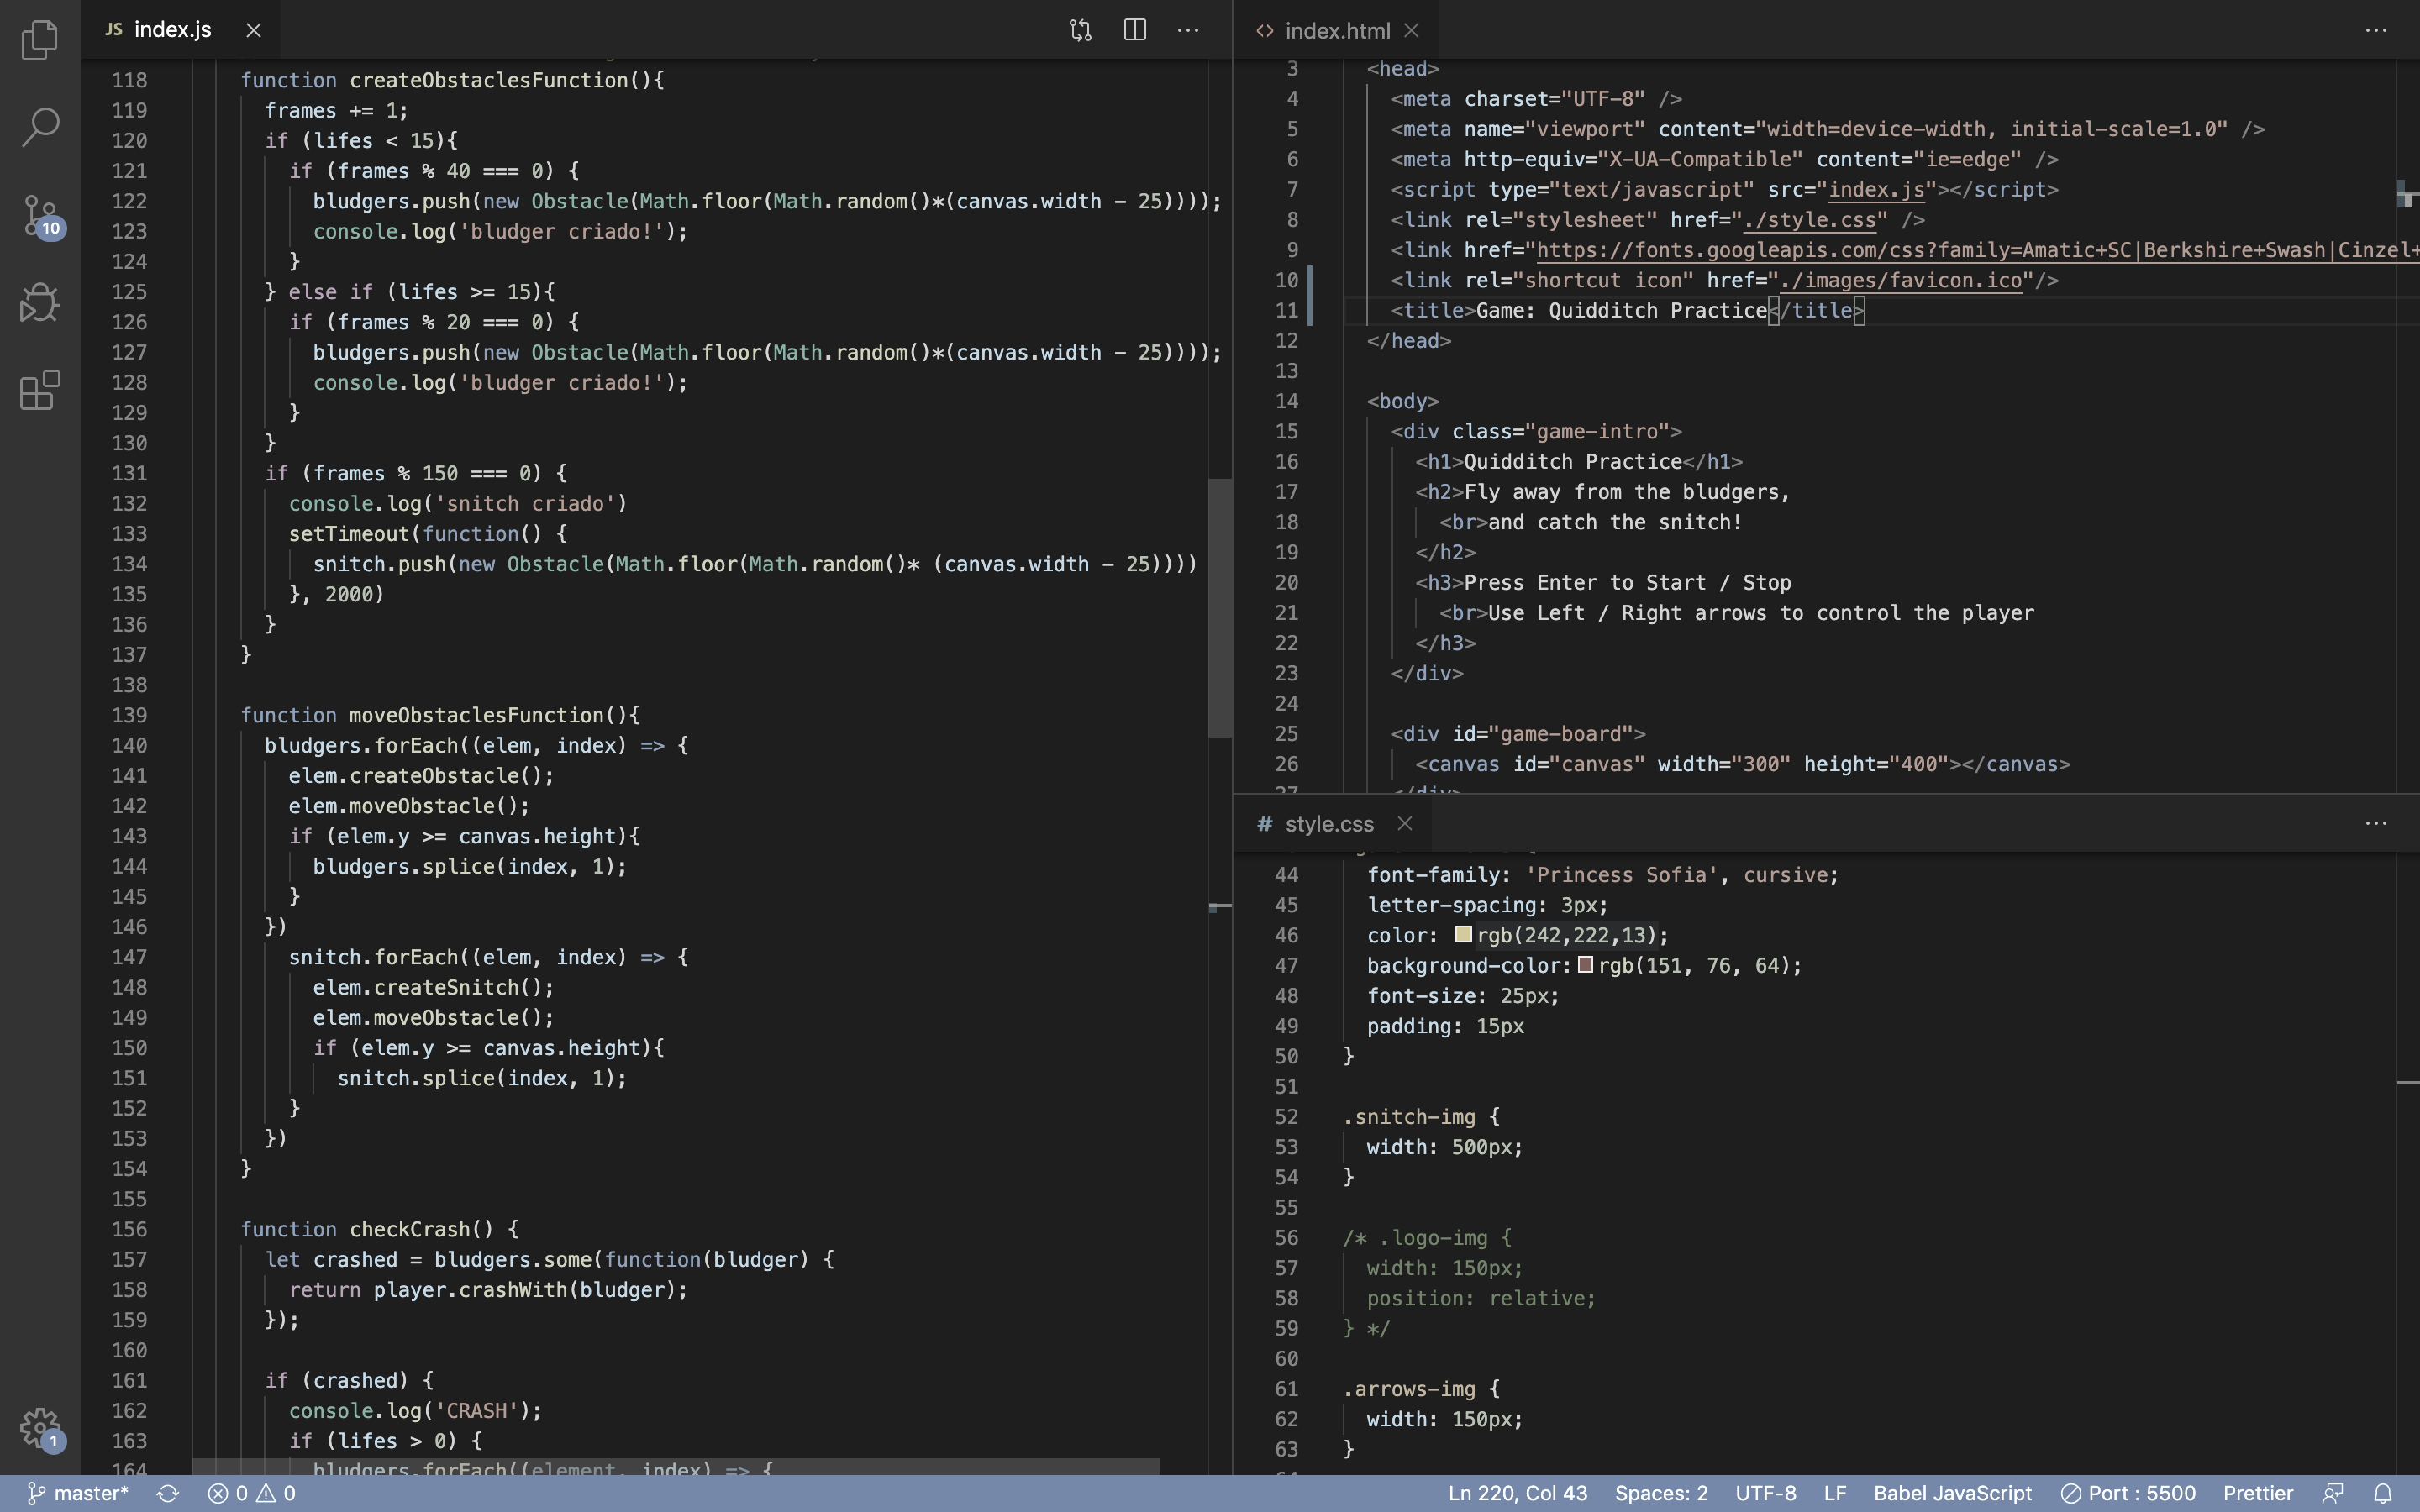 JS index.js
118 function createObstaclesFunction(){
119 frames += 1;
120 if (lifes < 15){
121 if (frames % 40 === 0) {
122 bludgers.push(new Obstacle(Math.floor(Math.random()*(canvas.width - 25))));
123 console.log('bludger criado!');
124 }
125 } else if (lifes >= 15){
126 if (frames % 20 === 0) {
127 bludgers.push(new Obstacle(Math.floor(Math.random()*(canvas.width - 25))));
128 console.log('bludger criado!');
129 }
130 }
131 if (frames % 150 === 0) {
132 console.log('snitch criado')
133 setTimeout(function() {
134 snitch.push(new Obstacle(Math.floor(Math.random()* (canvas.width - 25))))
135 }, 2000)
136 }
137 }
138
139 function moveObstaclesFunction(){
140 bludgers.forEach((elem, index) => {
141 elem.createObstacle();
142 elem.moveObstacle();
143 if (elem.y >= canvas.height){
144 bludgers.splice(index, 1);
145 }
146 })
147 snitch.forEach((elem, index) => {
148 elem.createSnitch();
149 elem.moveObstacle();
150 if (elem.y >= canvas.height){
151 snitch.splice(index, 1);
152 }
153 })
154 }
155
156 function checkCrash() {
157 let crashed = bludgers.some(function(bludger) {
158 return player.crashWith(bludger);
159 });
160
161 if (crashed) {
162 console.log('CRASH');
163 if (lifes > 0) {
164 bludgers.forEach((element, index) => {
<> index.html
3 <head>
4 <meta charset="UTF-8" />
5 <meta name="viewport" content="width=device-width, initial-scale=1.0" />
6 <meta http-equiv="X-UA-Compatible" content="ie=edge" />
7 <script type="text/javascript" src="index.js"></script>
8 <link rel="stylesheet" href="./style.css" />
9 <link href="https://fonts.googleapis.com/css?family=Amatic+SC|Berkshire+Swash|Cinzel+
10 <link rel="shortcut icon" href="./images/favicon.ico"/>
11 <title>Game: Quidditch Practice</title>
12 </head>
13
14 <body>
15 <div class="game-intro">
16 <h1>Quidditch Practice</h1>
17 <h2>Fly away from the bludgers,
18 <br>and catch the snitch!
19 </h2>
20 <h3>Press Enter to Start / Stop
21 <br>Use Left / Right arrows to control the player
22 </h3>
23 </div>
24
25 <div id="game-board">
26 <canvas id="canvas" width="300" height="400"></canvas>
27 </div>
# style.css
44 font-family: 'Princess Sofia', cursive;
45 letter-spacing: 3px;
46 color: rgb(242,222,13);
47 background-color: rgb(151, 76, 64);
48 font-size: 25px;
49 padding: 15px
50 }
51
52 .snitch-img {
53 width: 500px;
54 }
55
56 /* .logo-img {
57 width: 150px;
58 position: relative;
59 } */
60
61 .arrows-img {
62 width: 150px;
63 }
10
1
master* 0 0 Ln 220, Col 43 Spaces: 2 UTF-8 LF Babel JavaScript Port : 5500 Prettier